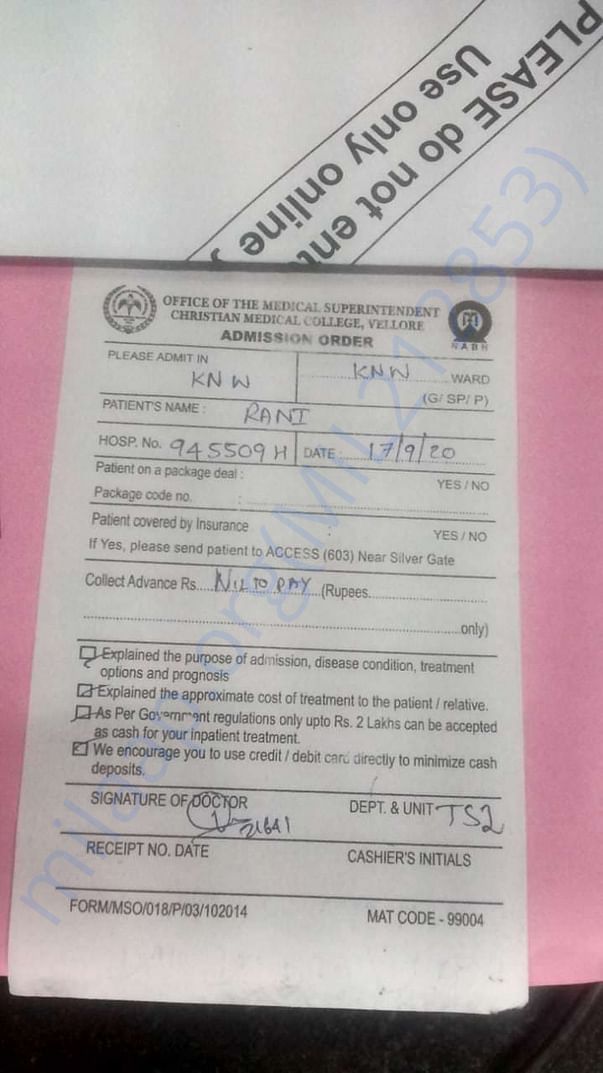 PLEASE do not ent
Use only online
OFFICE OF THE MEDICAL SUPERINTENDENT
CHRISTIAN MEDICAL COLLEGE, VELLORE
ADMISSION ORDER
NABH
PLEASE ADMIT IN
KNW
KNW WARD
(G/ SP/ P)
PATIENT'S NAME : RANI
HOSP. No. 945509H DATE : 17/9/20
Patient on a package deal :
YES / NO
Package code no. :
Patient covered by Insurance :
YES / NO
If Yes, please send patient to ACCESS (603) Near Silver Gate
Collect Advance Rs.....NIL TO PAY....(Rupees..............................
..............................only)
Explained the purpose of admission, disease condition, treatment
options and prognosis
Explained the approximate cost of treatment to the patient / relative.
As Per Government regulations only upto Rs. 2 Lakhs can be accepted
as cash for your inpatient treatment.
We encourage you to use credit / debit card directly to minimize cash
deposits.
SIGNATURE OF DOCTOR
21641
DEPT. & UNIT TS2
RECEIPT NO. DATE
CASHIER'S INITIALS
FORM/MSO/018/P/03/102014
MAT CODE - 99004